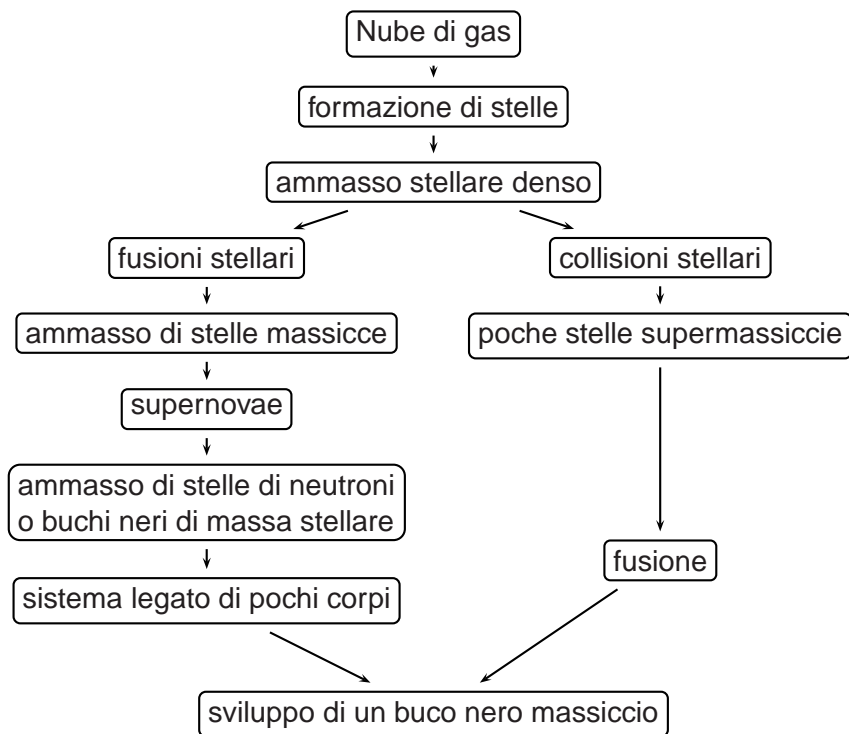 Nube di gas
formazione di stelle
ammasso stellare denso
fusioni stellari
collisioni stellari
ammasso di stelle massicce
poche stelle supermassiccie
supernovae
ammasso di stelle di neutroni
o buchi neri di massa stellare
fusione
sistema legato di pochi corpi
sviluppo di un buco nero massiccio